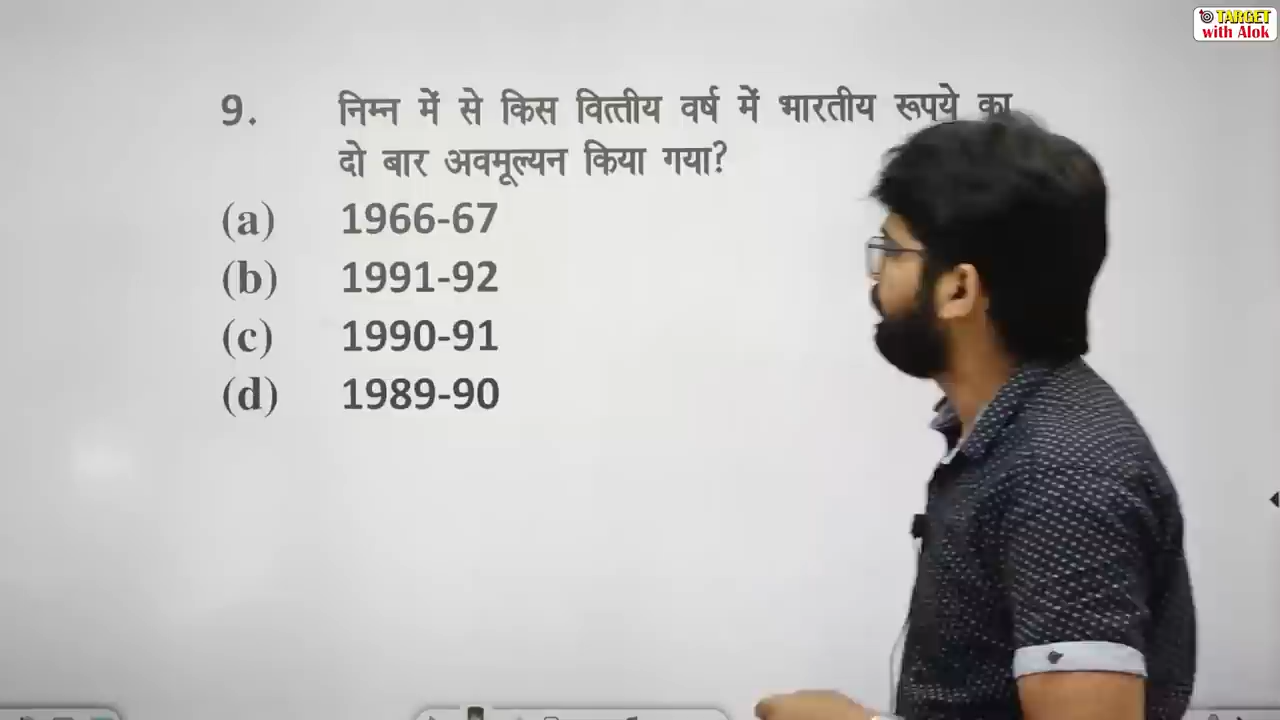 TARGET
with Alok
9. निम्न में से किस वित्तीय वर्ष में भारतीय रूपये का
दो बार अवमूल्यन किया गया?
(a) 1966-67
(b) 1991-92
(c) 1990-91
(d) 1989-90